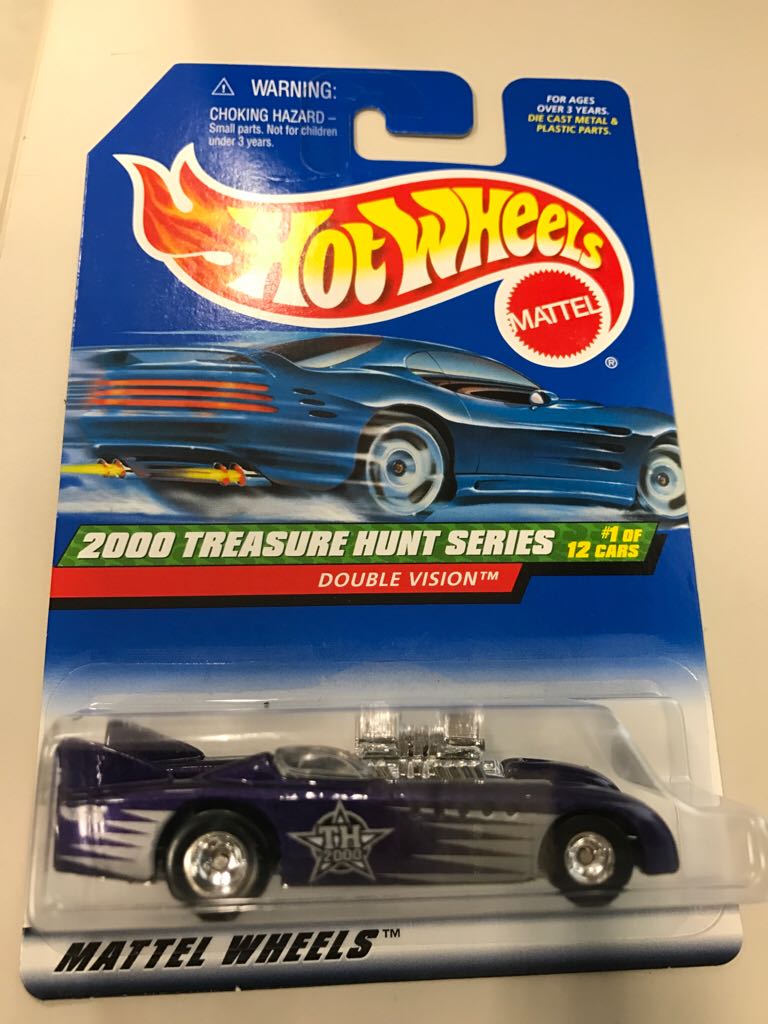 ⚠ WARNING:
CHOKING HAZARD –
Small parts. Not for children
under 3 years.
FOR AGES
OVER 3 YEARS.
DIE CAST METAL &
PLASTIC PARTS.
HOT WHEELS
MATTEL
®
2000 TREASURE HUNT SERIES
#1 OF
12 CARS
DOUBLE VISION™
T-H
2000
MATTEL WHEELS™